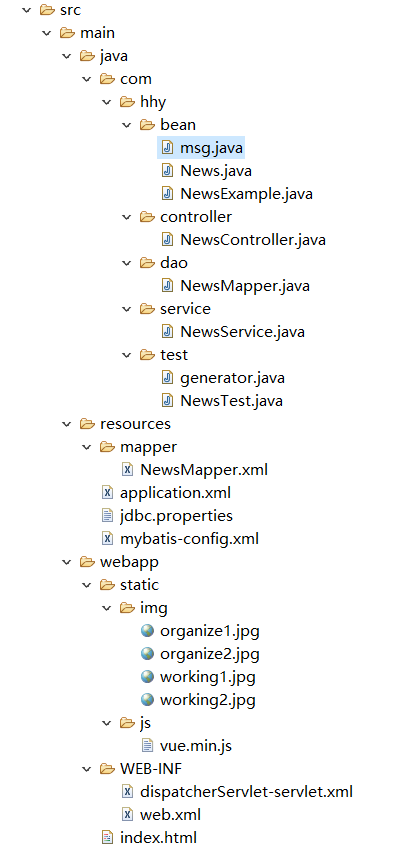 src
main
java
com
hhy
bean
msg.java
News.java
NewsExample.java
controller
NewsController.java
dao
NewsMapper.java
service
NewsService.java
test
generator.java
NewsTest.java
resources
mapper
NewsMapper.xml
application.xml
jdbc.properties
mybatis-config.xml
webapp
static
img
organize1.jpg
organize2.jpg
working1.jpg
working2.jpg
js
vue.min.js
WEB-INF
dispatcherServlet-servlet.xml
web.xml
index.html